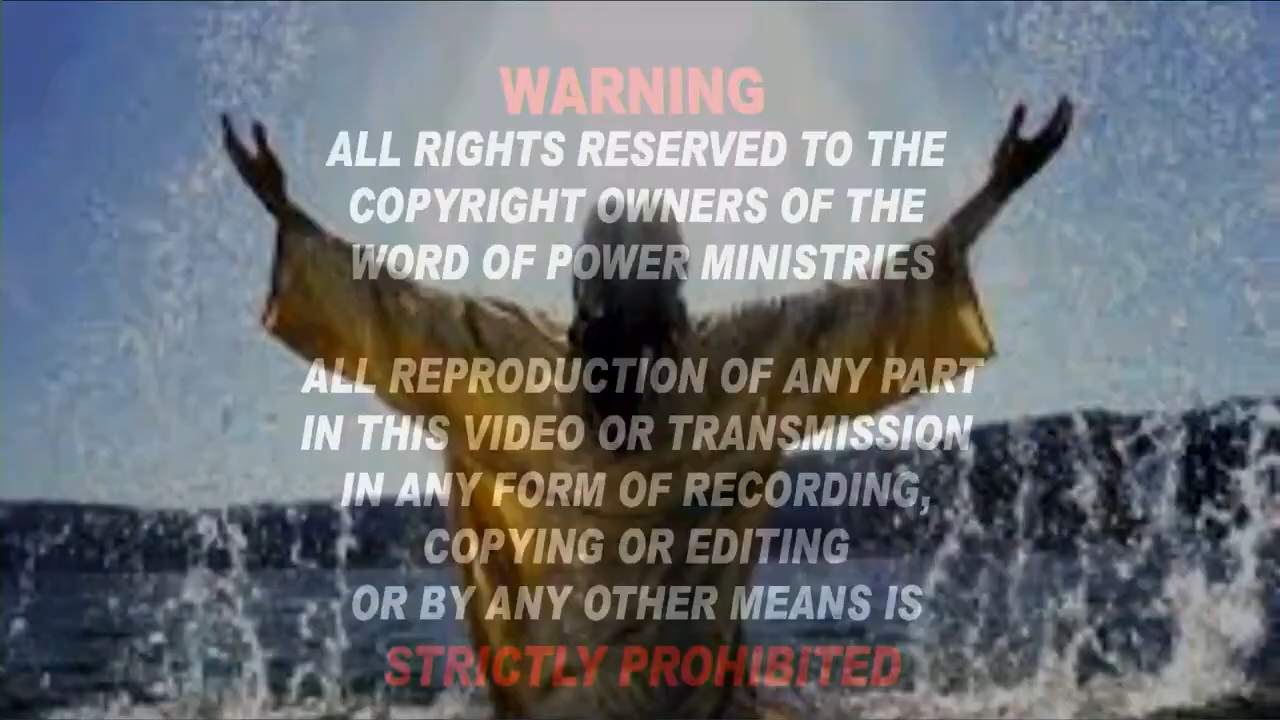 WARNING
ALL RIGHTS RESERVED TO THE
COPYRIGHT OWNERS OF THE
WORD OF POWER MINISTRIES
ALL REPRODUCTION OF ANY PART
IN THIS VIDEO OR TRANSMISSION
IN ANY FORM OF RECORDING,
COPYING OR EDITING
OR BY ANY OTHER MEANS IS
STRICTLY PROHIBITED